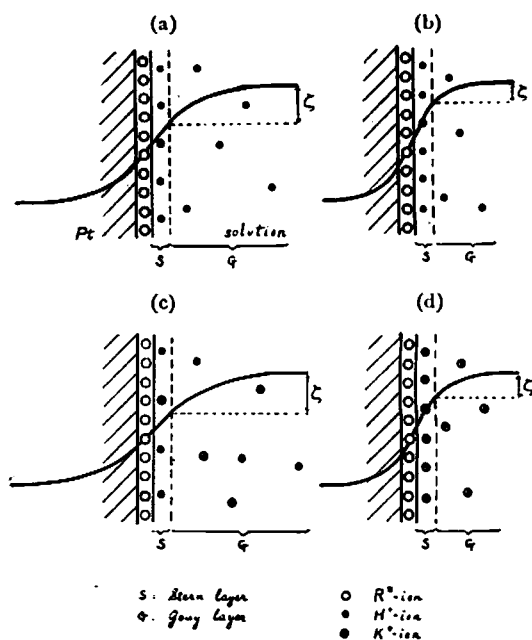 (a) (b)
ζ ζ
Pt solution
S G S G
(c) (d)
ζ ζ
S G S G
S: Stern layer
G. Gouy layer
R⁻-ion
H⁺-ion
K⁺-ion